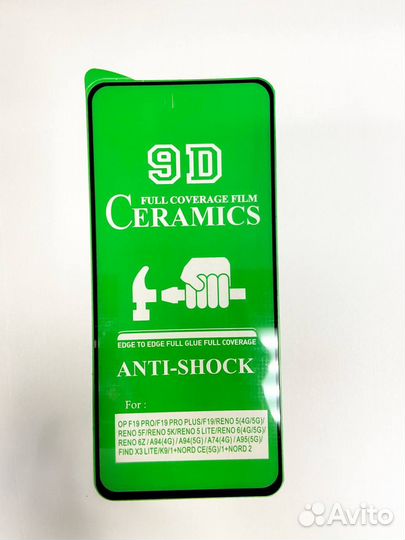 9D
FULL COVERAGE FILM
CERAMICS
EDGE TO EDGE FULL GLUE FULL COVERAGE
ANTI-SHOCK
For :
OP F19 PRO/F19 PRO PLUS/F19/RENO 5(4G/5G)/
RENO 5F/RENO 5K/RENO 5 LITE/RENO 6(4G/5G)/
RENO 6Z / A94(4G) / A94(5G) / A74(4G) / A95(5G)/
FIND X3 LITE/K9/1+NORD CE(5G)/1+NORD 2
Avito